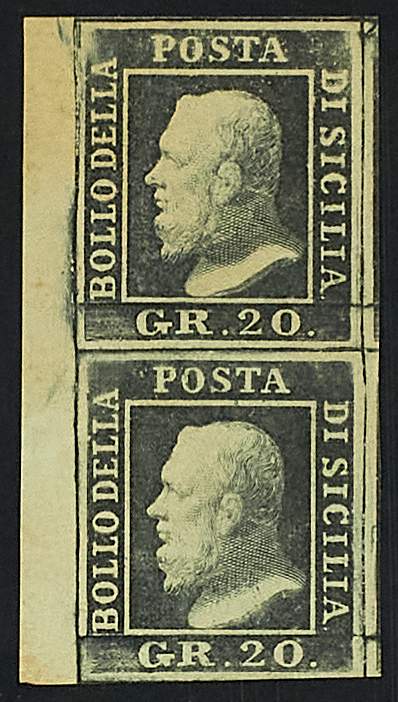 POSTA
BOLLO DELLA
DI SICILIA
GR. 20.
POSTA
BOLLO DELLA
DI SICILIA
GR. 20.